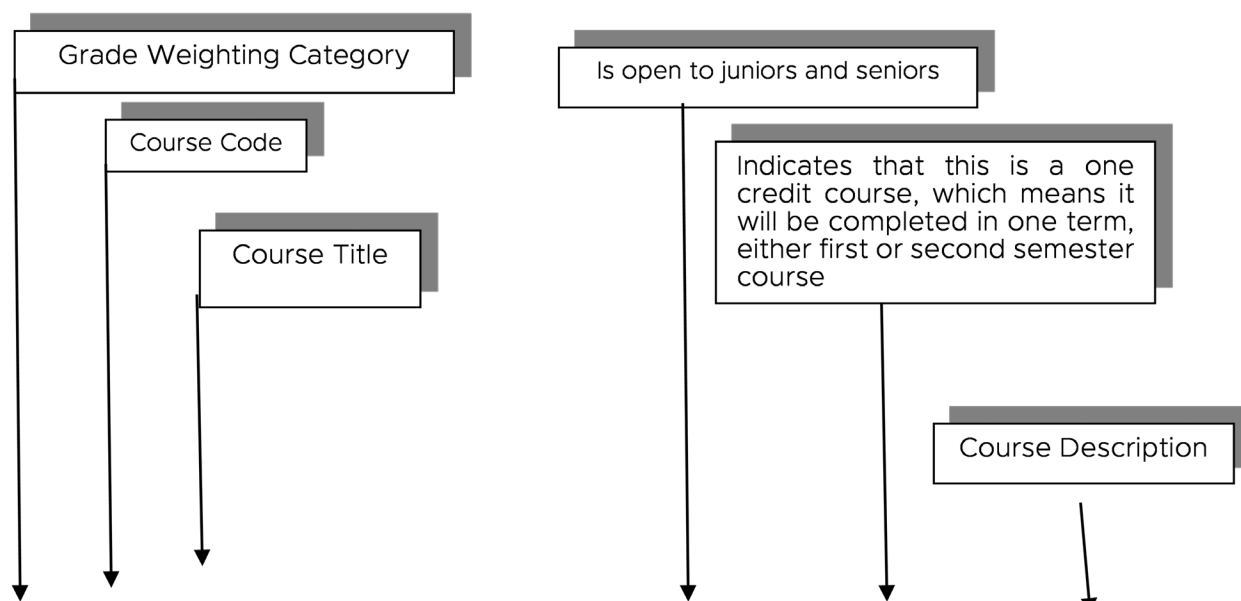 Grade Weighting Category
Is open to juniors and seniors
Course Code
Indicates that this is a one
credit course, which means it
will be completed in one term,
either first or second semester
course
Course Title
Course Description